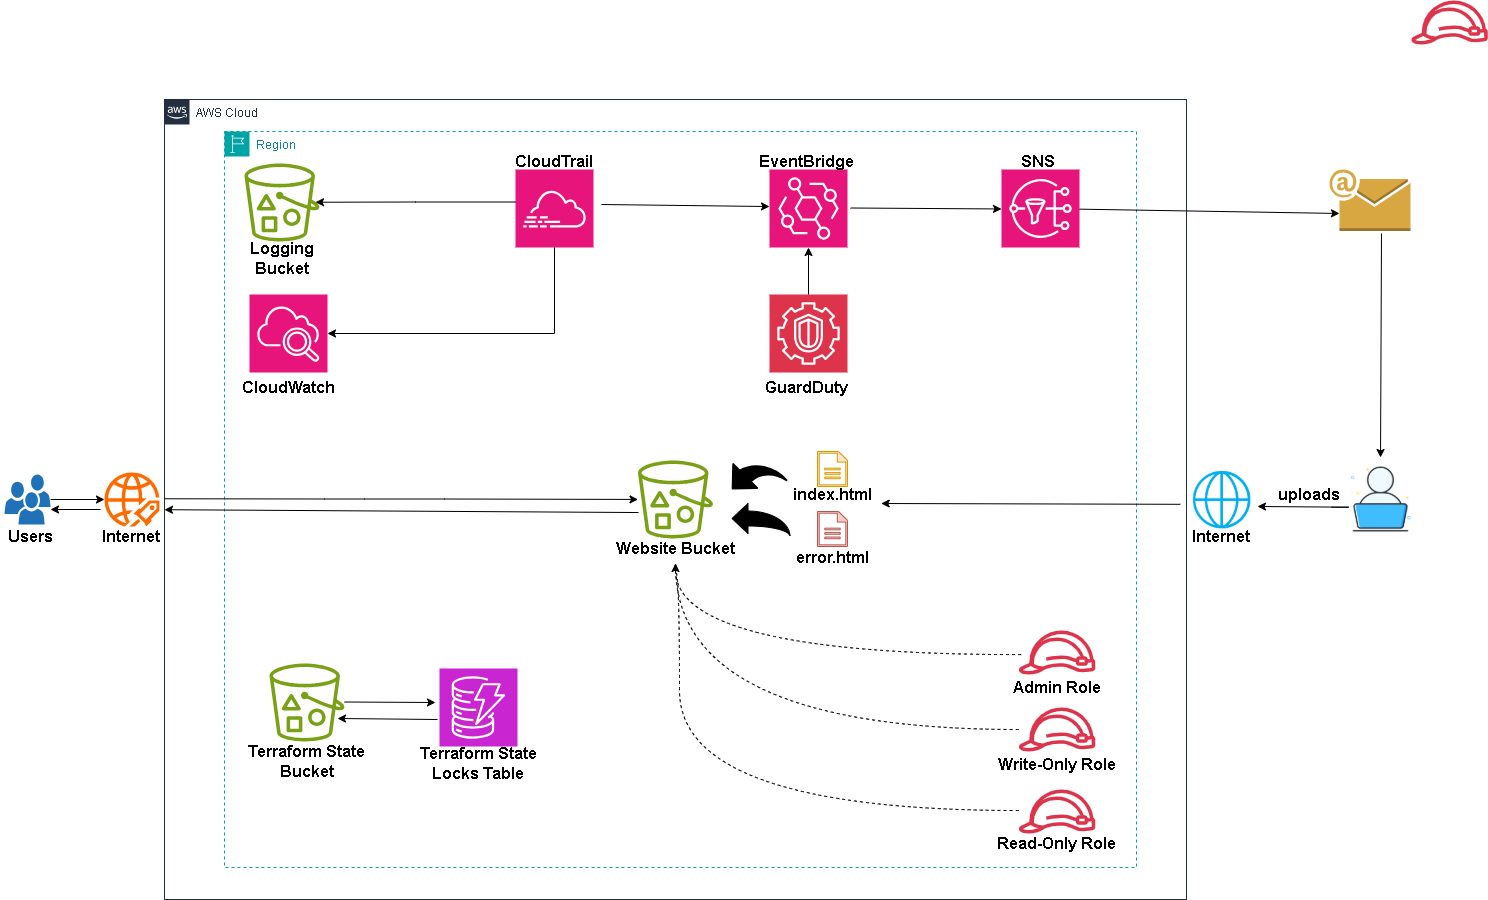 aws
AWS Cloud
Region
CloudTrail
EventBridge
SNS
@
Logging
Bucket
CloudWatch
GuardDuty
index.html
uploads
Users
Internet
Website Bucket
error.html
Internet
Admin Role
Terraform State
Bucket
Terraform State
Locks Table
Write-Only Role
Read-Only Role